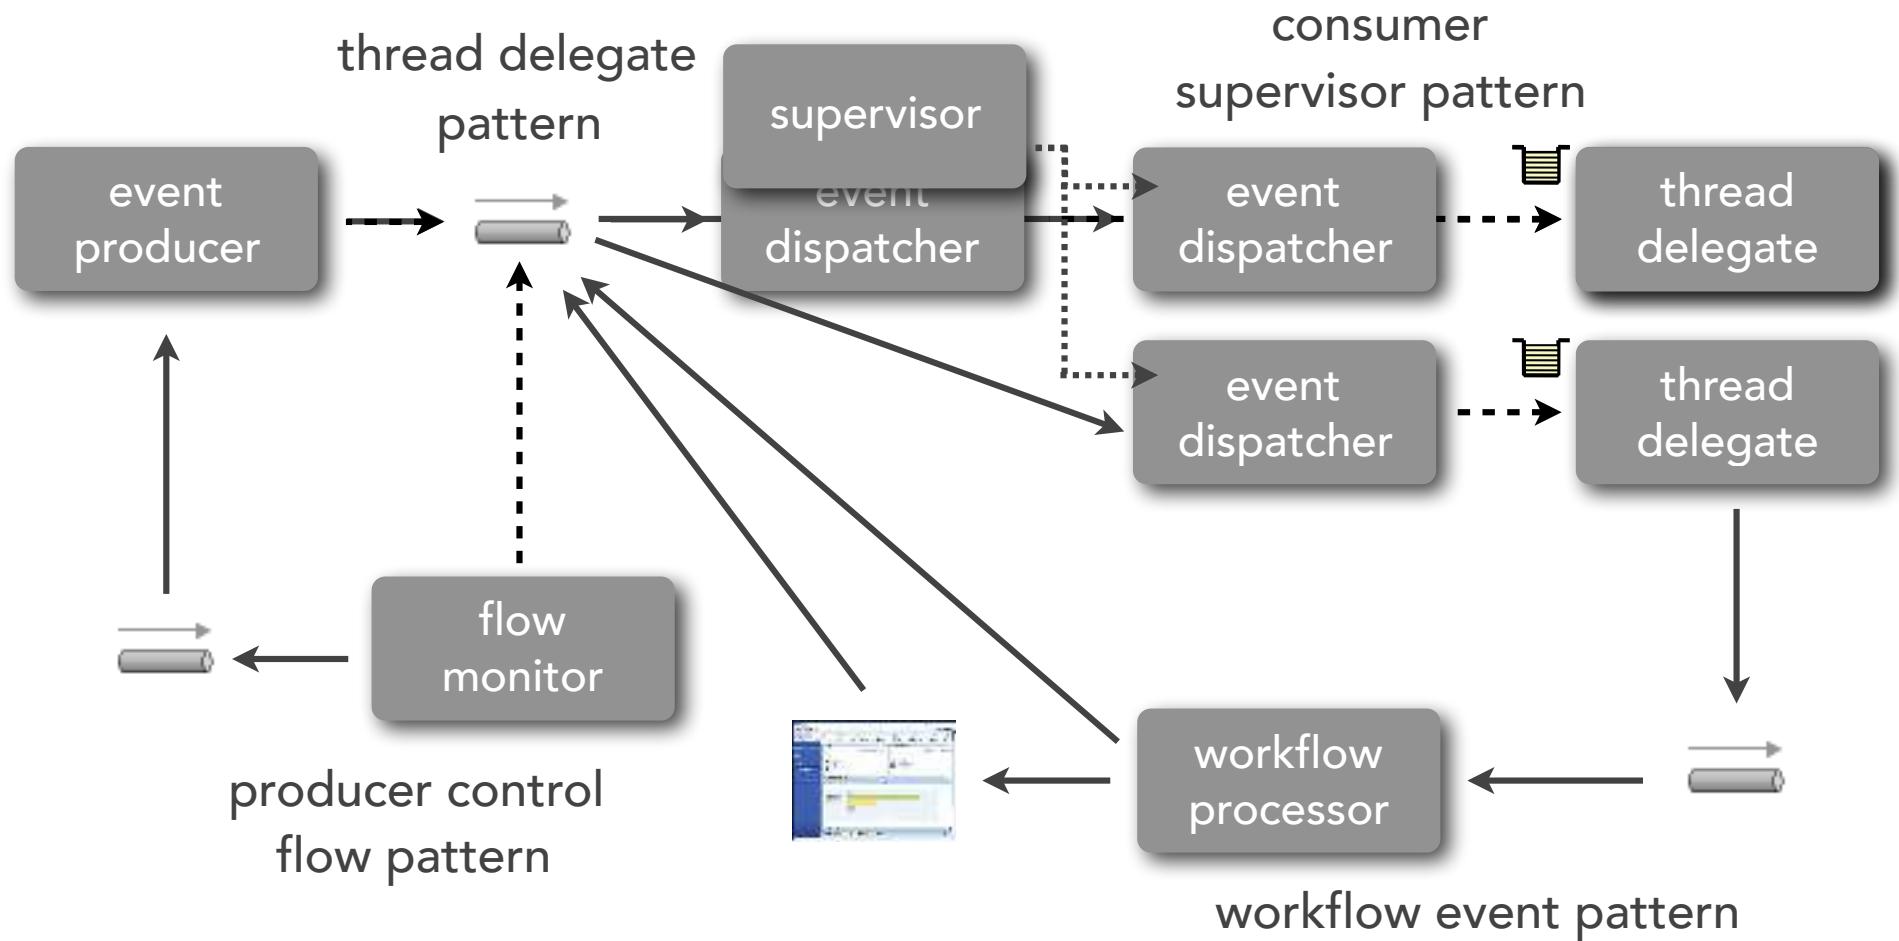 thread delegate
pattern
consumer
supervisor pattern
supervisor
event
producer
event
dispatcher
event
dispatcher
thread
delegate
event
dispatcher
thread
delegate
flow
monitor
producer control
flow pattern
workflow
processor
workflow event pattern